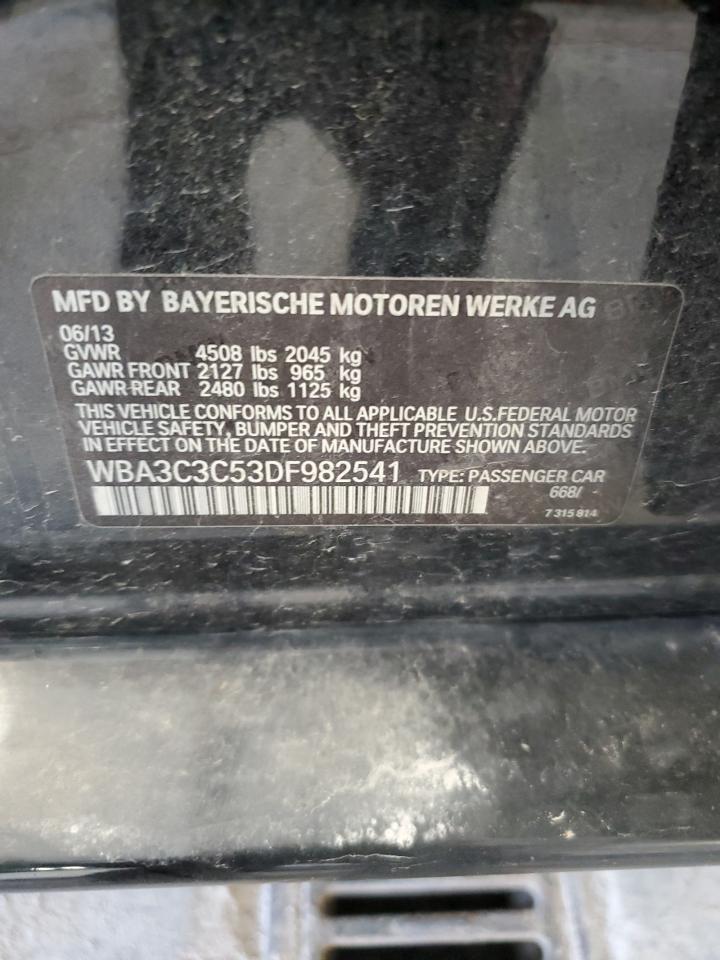 MFD BY BAYERISCHE MOTOREN WERKE AG
06/13
GVWR 4508 lbs 2045 kg
GAWR FRONT 2127 lbs 965 kg
GAWR REAR 2480 lbs 1125 kg
THIS VEHICLE CONFORMS TO ALL APPLICABLE U.S.FEDERAL MOTOR
VEHICLE SAFETY, BUMPER AND THEFT PREVENTION STANDARDS
IN EFFECT ON THE DATE OF MANUFACTURE SHOWN ABOVE.
WBA3C3C53DF982541 TYPE: PASSENGER CAR
668/
7 315 814